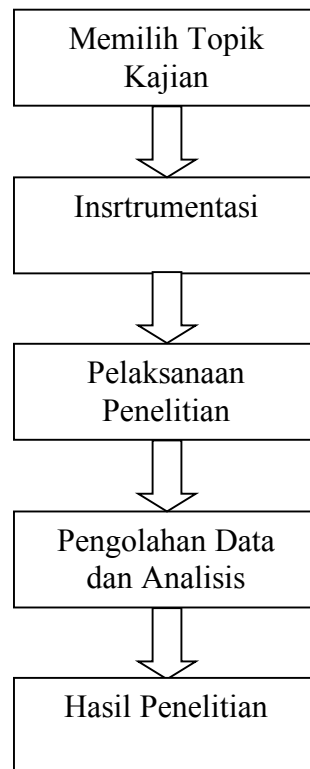 Memilih Topik
Kajian
Insrtrumentasi
Pelaksanaan
Penelitian
Pengolahan Data
dan Analisis
Hasil Penelitian